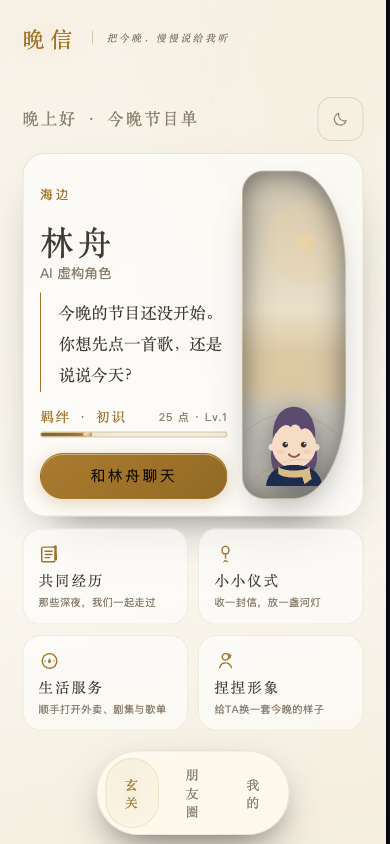 晚信
把今晚，慢慢说给我听
晚上好 · 今晚节目单
海边
林舟
AI 虚构角色
今晚的节目还没开始。
你想先点一首歌，还是
说说今天？
羁绊 · 初识 25 点 · Lv.1
和林舟聊天
共同经历
那些深夜，我们一起走过
小小仪式
收一封信，放一盏河灯
生活服务
顺手打开外卖、剧集与歌单
捏捏形象
给TA换一套今晚的样子
玄
关
朋
友
圈
我
的